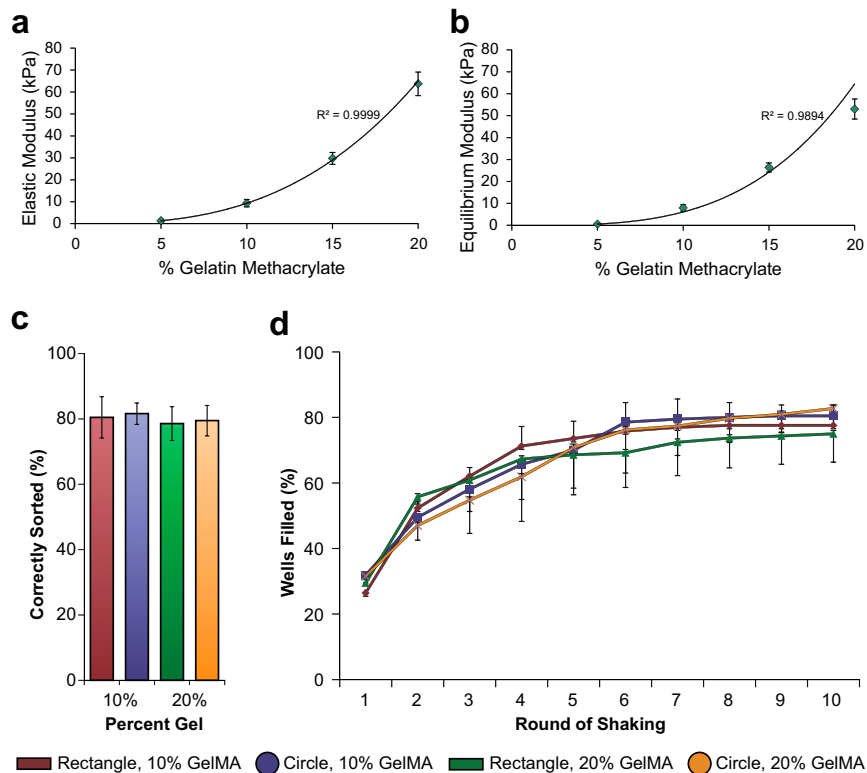 a
Elastic Modulus (kPa)
80
70
60
50
40
30
20
10
0
R² = 0.9999
0 5 10 15 20
% Gelatin Methacrylate
b
Equilibrium Modulus (kPa)
80
70
60
50
40
30
20
10
0
R² = 0.9894
0 5 10 15 20
% Gelatin Methacrylate
c
Correctly Sorted (%)
100
80
60
40
20
0
10% 20%
Percent Gel
d
Wells Filled (%)
100
80
60
40
20
0
1 2 3 4 5 6 7 8 9 10
Round of Shaking
Rectangle, 10% GelMA Circle, 10% GelMA Rectangle, 20% GelMA Circle, 20% GelMA